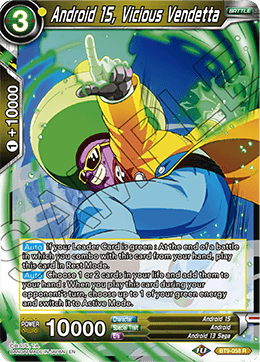 3
Android 15, Vicious Vendetta
BATTLE
+10000
Auto If your Leader Card is green : At the end of a battle
in which you combo with this card from your hand, play
this card in Rest Mode.
Auto Choose 1 or 2 cards in your life and add them to
your hand : When you play this card during your
opponent's turn, choose up to 1 of your green energy
and switch it to Active Mode.
POWER
10000
Character
Android 15
Special Trait
Android
Era
Android 13 Saga
BT9-058 R